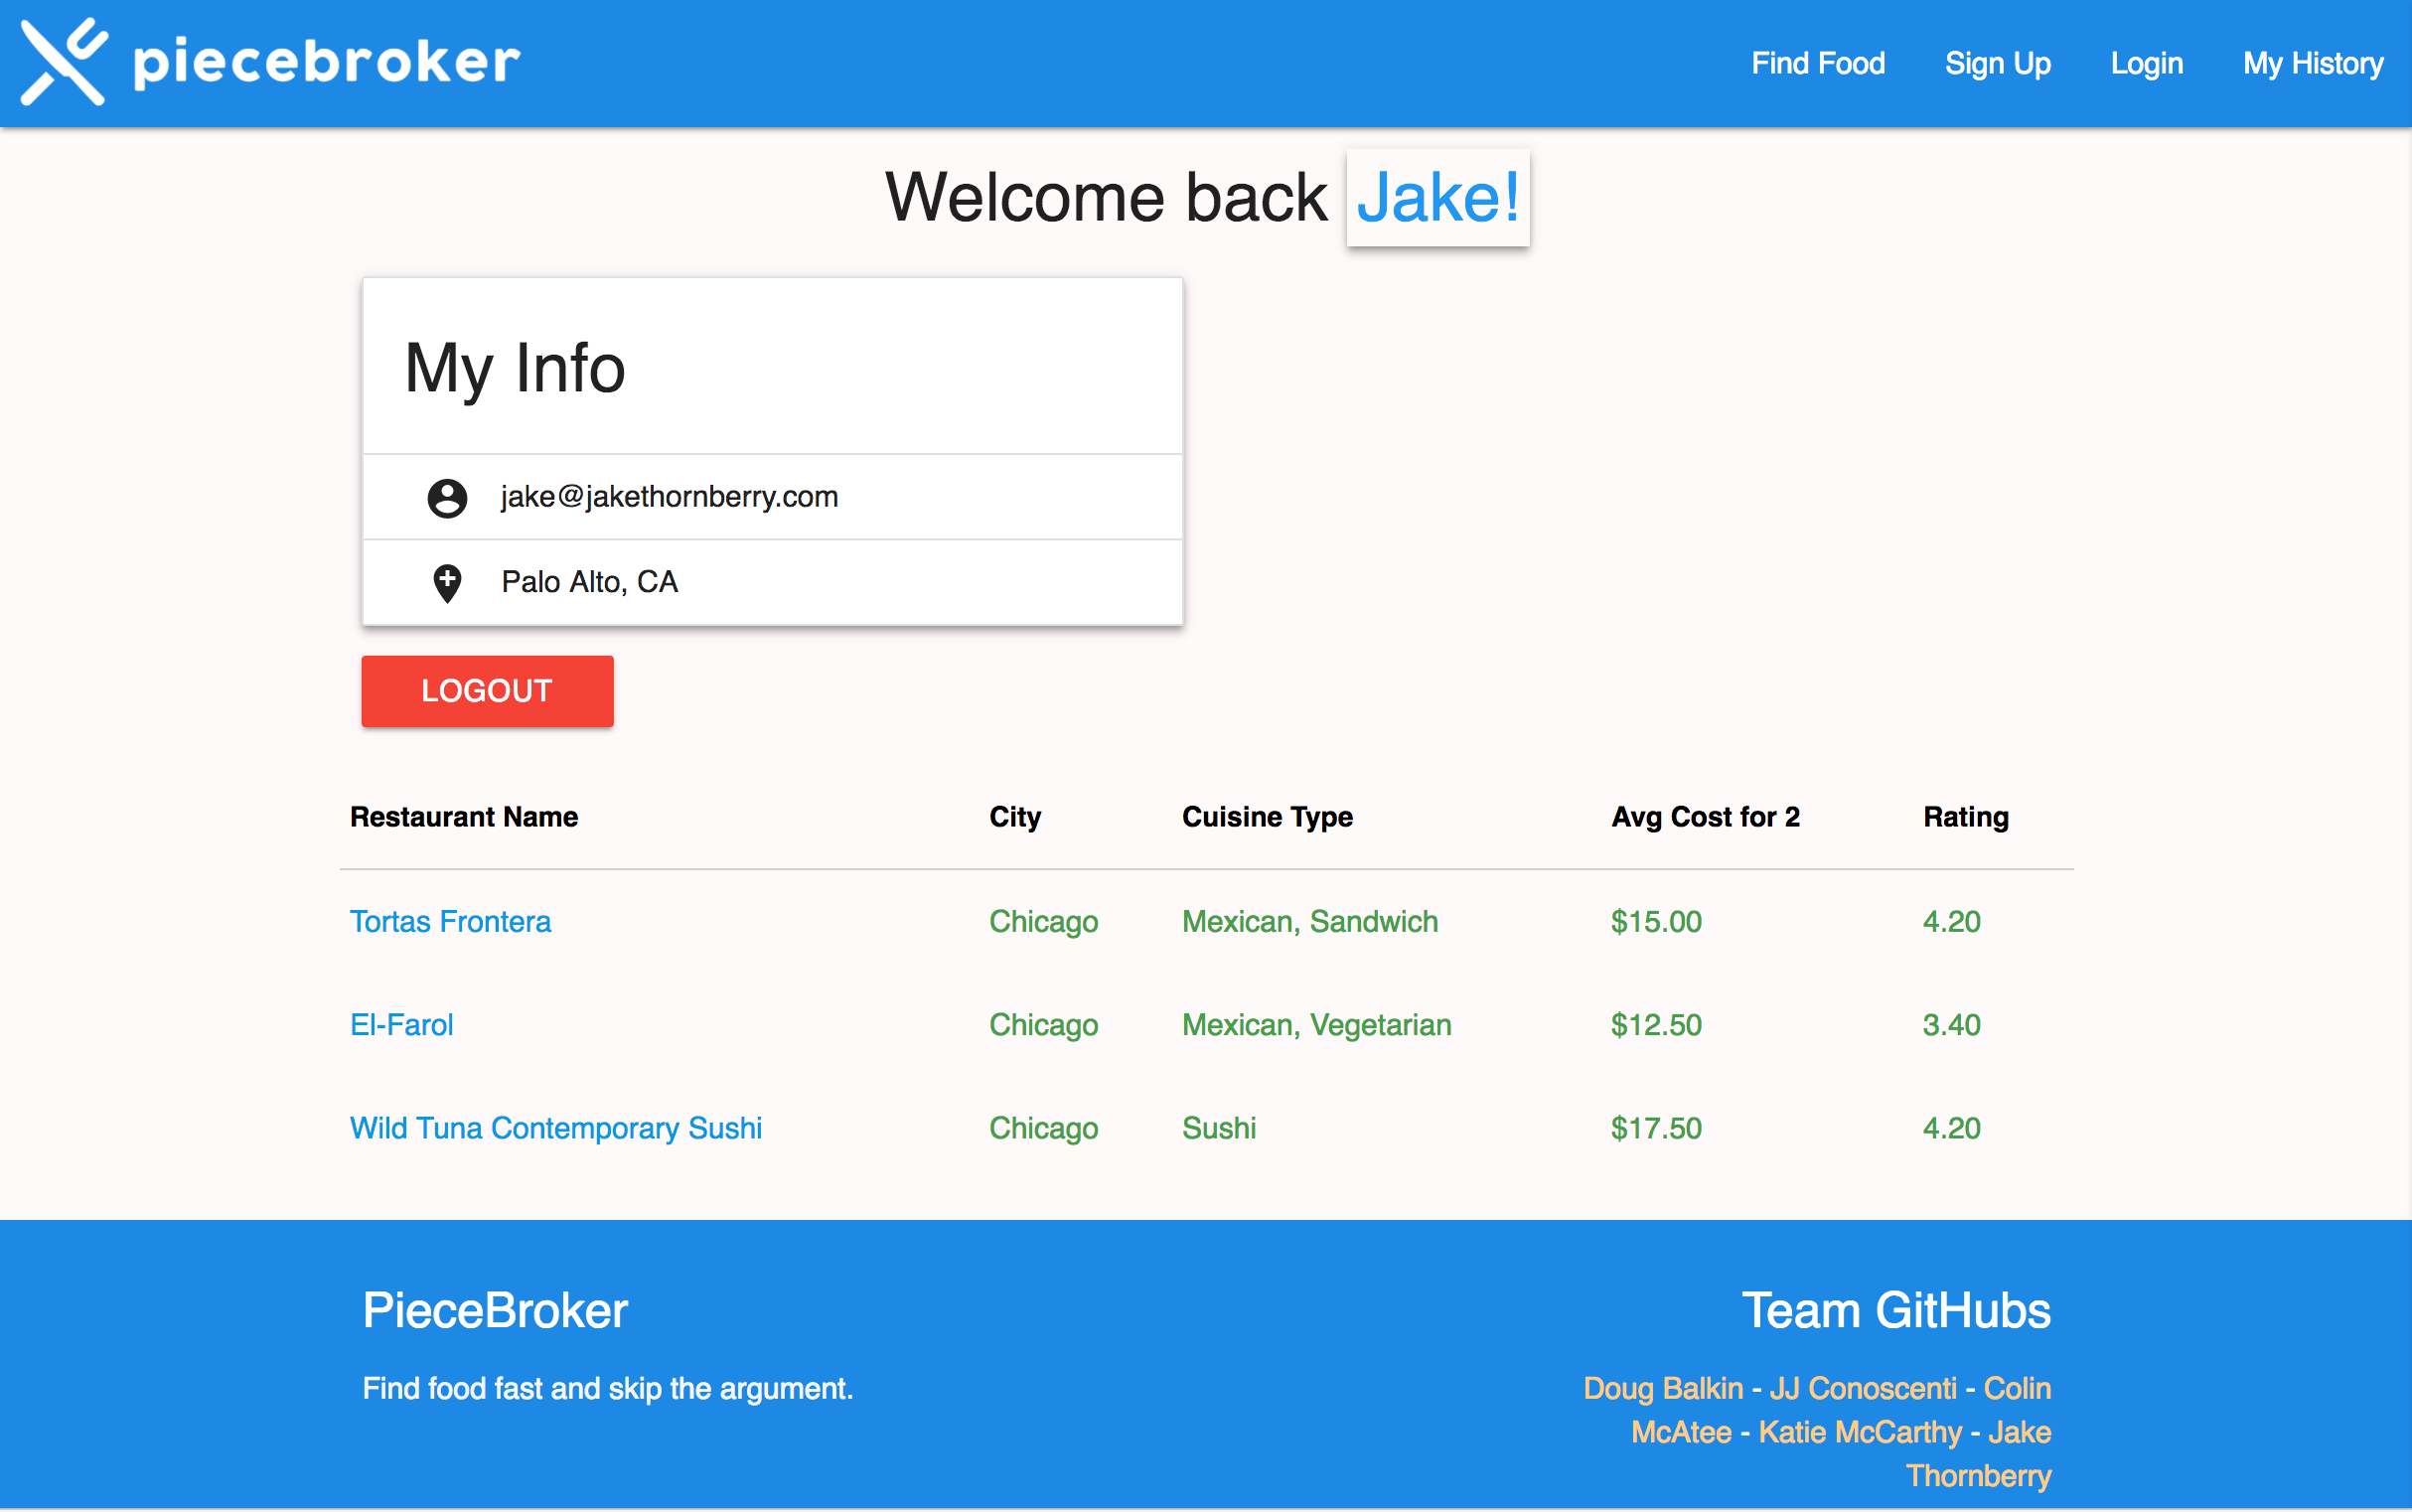 piecebroker
Find Food Sign Up Login My History
Welcome back Jake!
My Info
jake@jakethornberry.com
Palo Alto, CA
LOGOUT
Restaurant Name City Cuisine Type Avg Cost for 2 Rating
Tortas Frontera Chicago Mexican, Sandwich $15.00 4.20
El-Farol Chicago Mexican, Vegetarian $12.50 3.40
Wild Tuna Contemporary Sushi Chicago Sushi $17.50 4.20
PieceBroker
Find food fast and skip the argument.
Team GitHubs
Doug Balkin - JJ Conoscenti - Colin
McAtee - Katie McCarthy - Jake
Thornberry